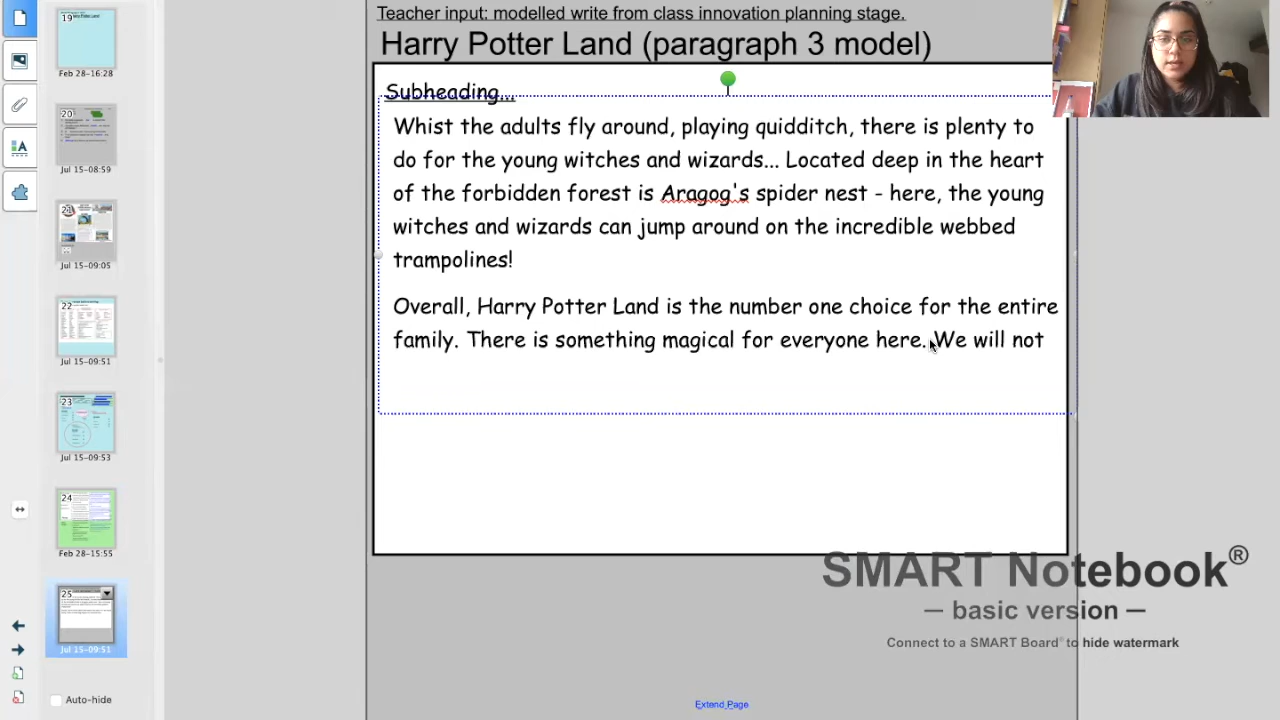 Teacher input: modelled write from class innovation planning stage.
Harry Potter Land (paragraph 3 model)
Subheading...
Whist the adults fly around, playing quidditch, there is plenty to
do for the young witches and wizards... Located deep in the heart
of the forbidden forest is Aragog's spider nest - here, the young
witches and wizards can jump around on the incredible webbed
trampolines!
Overall, Harry Potter Land is the number one choice for the entire
family. There is something magical for everyone here. We will not
19
Feb 28-16:28
20
Jul 15-08:59
Jul 15-09:05
22
Jul 15-09:51
23
Jul 15-09:53
24
Feb 28-15:55
25
Jul 15-09:51
Auto-hide
SMART Notebook®
— basic version —
Connect to a SMART Board® to hide watermark
Extend Page